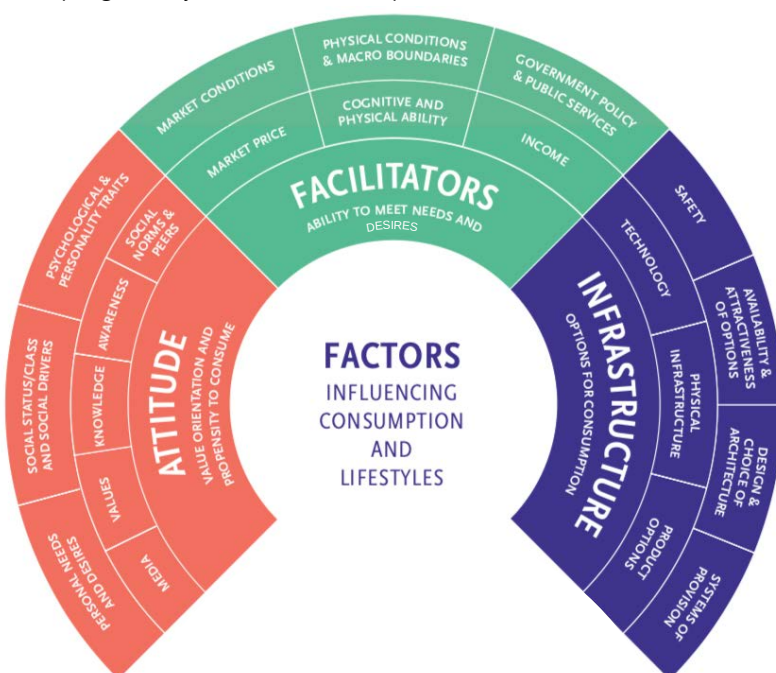 FACTORS
INFLUENCING
CONSUMPTION
AND
LIFESTYLES
ATTITUDE
VALUE ORIENTATION AND
PROPENSITY TO CONSUME
SOCIAL
NORMS &
PEERS
AWARENESS
KNOWLEDGE
VALUES
MEDIA
PSYCHOLOGICAL &
PERSONALITY TRAITS
SOCIAL STATUS/CLASS
AND SOCIAL DRIVERS
PERSONAL NEEDS
AND DESIRES
FACILITATORS
ABILITY TO MEET NEEDS AND
DESIRES
MARKET PRICE
COGNITIVE AND
PHYSICAL ABILITY
INCOME
MARKET CONDITIONS
PHYSICAL CONDITIONS
& MACRO BOUNDARIES
GOVERNMENT POLICY
& PUBLIC SERVICES
INFRASTRUCTURE
OPTIONS FOR CONSUMPTION
TECHNOLOGY
PHYSICAL
INFRASTRUCTURE
PRODUCT
OPTIONS
SAFETY
AVAILABILITY &
ATTRACTIVENESS
OF OPTIONS
DESIGN &
CHOICE OF
ARCHITECTURE
SYSTEMS OF
PROVISION